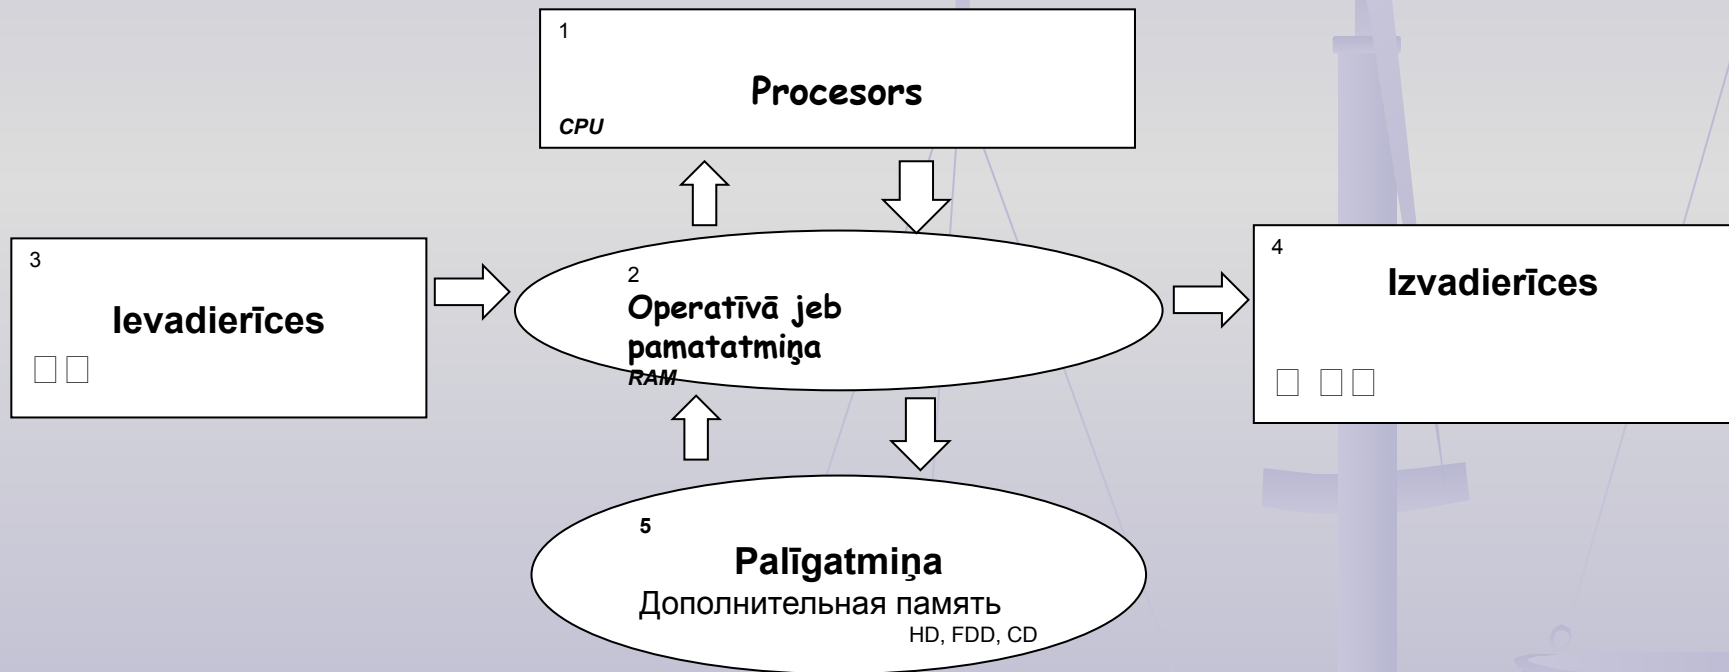 1
Procesors
CPU
3
Ievadierīces
2
Operatīvā jeb
pamatatmiņa
RAM
4
Izvadierīces
5
Palīgatmiņa
Дополнительная память
HD, FDD, CD